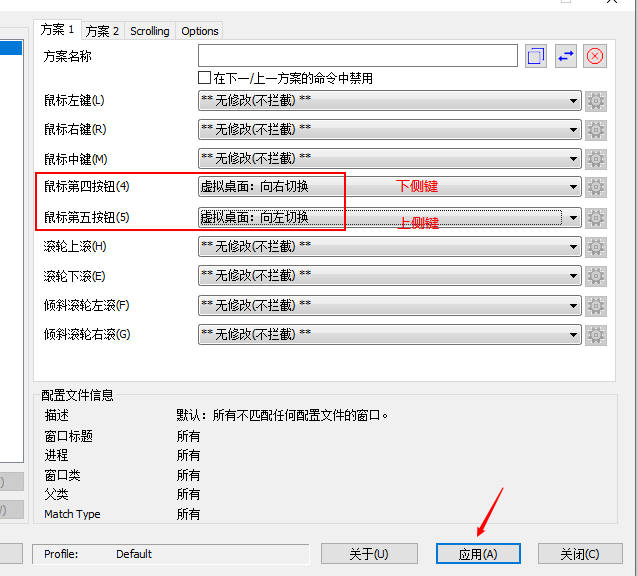 方案 1 方案 2 Scrolling Options
方案名称
在下一/上一方案的命令中禁用
鼠标左键(L) ** 无修改(不拦截) **
鼠标右键(R) ** 无修改(不拦截) **
鼠标中键(M) ** 无修改(不拦截) **
鼠标第四按钮(4) 虚拟桌面：向右切换 下侧键
鼠标第五按钮(5) 虚拟桌面：向左切换 上侧键
滚轮上滚(H) ** 无修改(不拦截) **
滚轮下滚(E) ** 无修改(不拦截) **
倾斜滚轮左滚(F) ** 无修改(不拦截) **
倾斜滚轮右滚(G) ** 无修改(不拦截) **
配置文件信息
描述 默认：所有不匹配任何配置文件的窗口。
窗口标题 所有
进程 所有
窗口类 所有
父类 所有
Match Type 所有
Profile: Default 关于(U) 应用(A) 关闭(C)